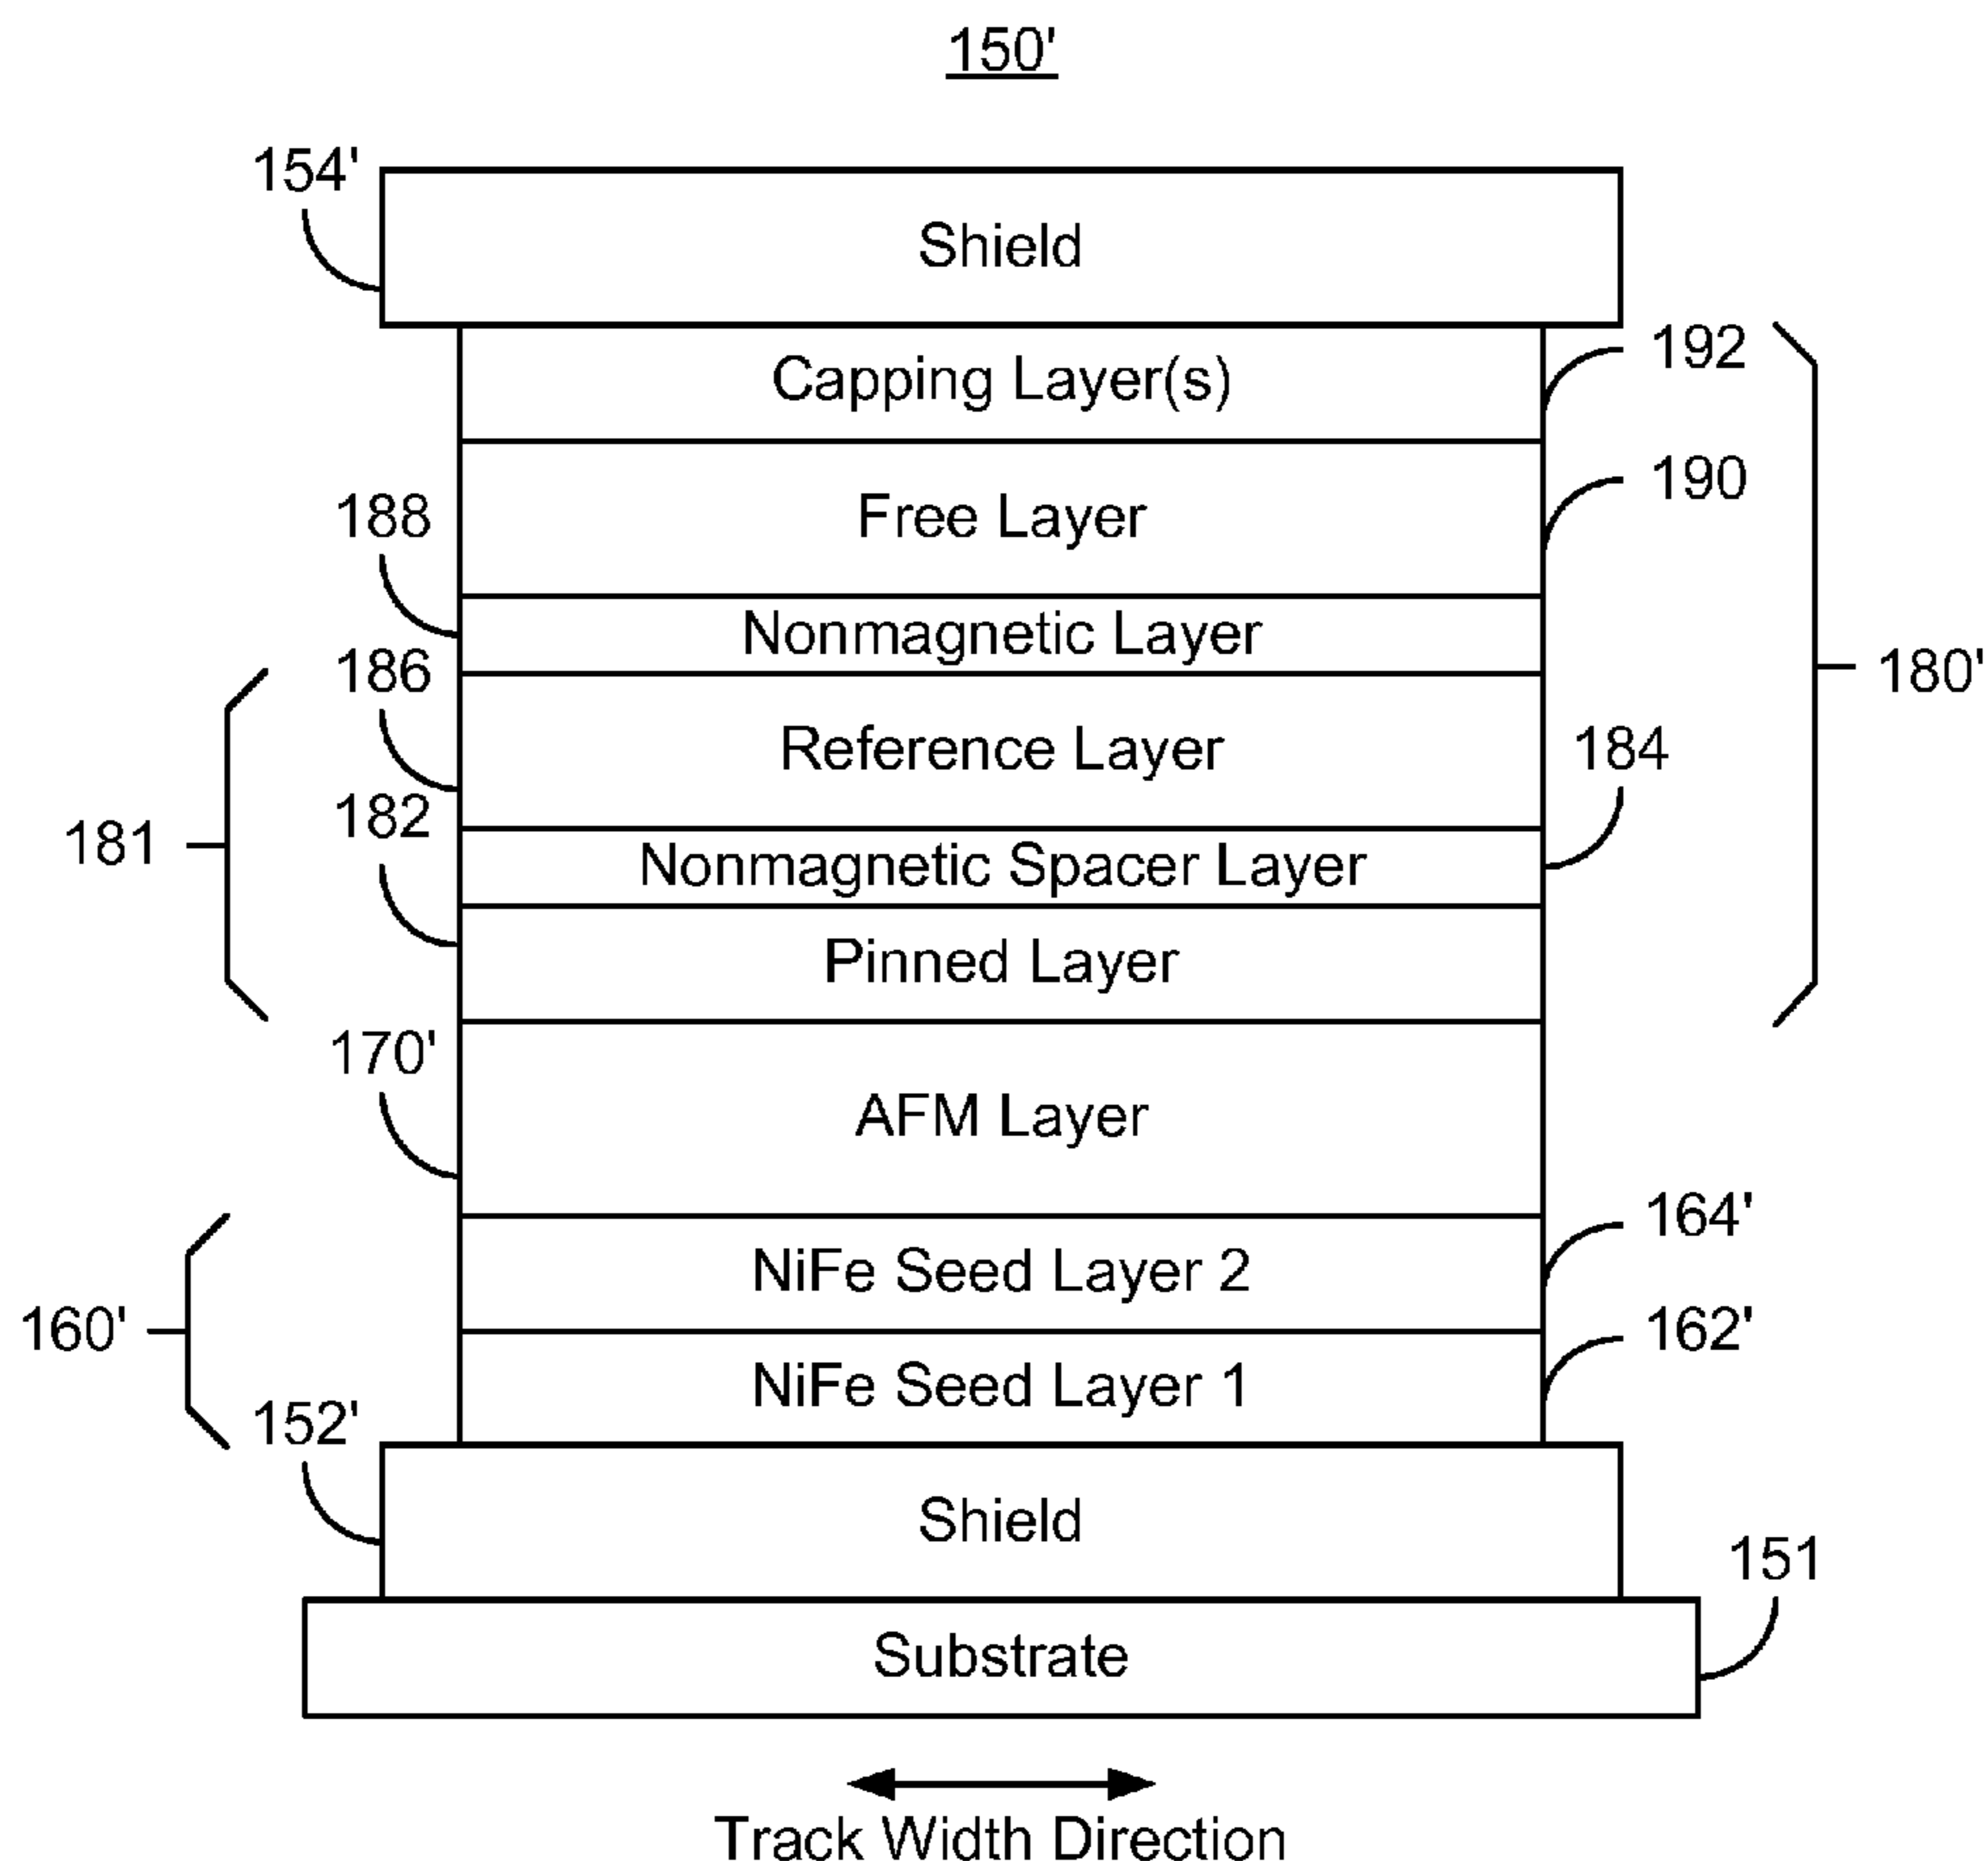 150'
154'
Shield
192
Capping Layer(s)
190
Free Layer
188
Nonmagnetic Layer
186
180'
Reference Layer
184
182
181
Nonmagnetic Spacer Layer
Pinned Layer
170'
AFM Layer
164'
NiFe Seed Layer 2
160'
162'
NiFe Seed Layer 1
152'
Shield
151
Substrate
Track Width Direction